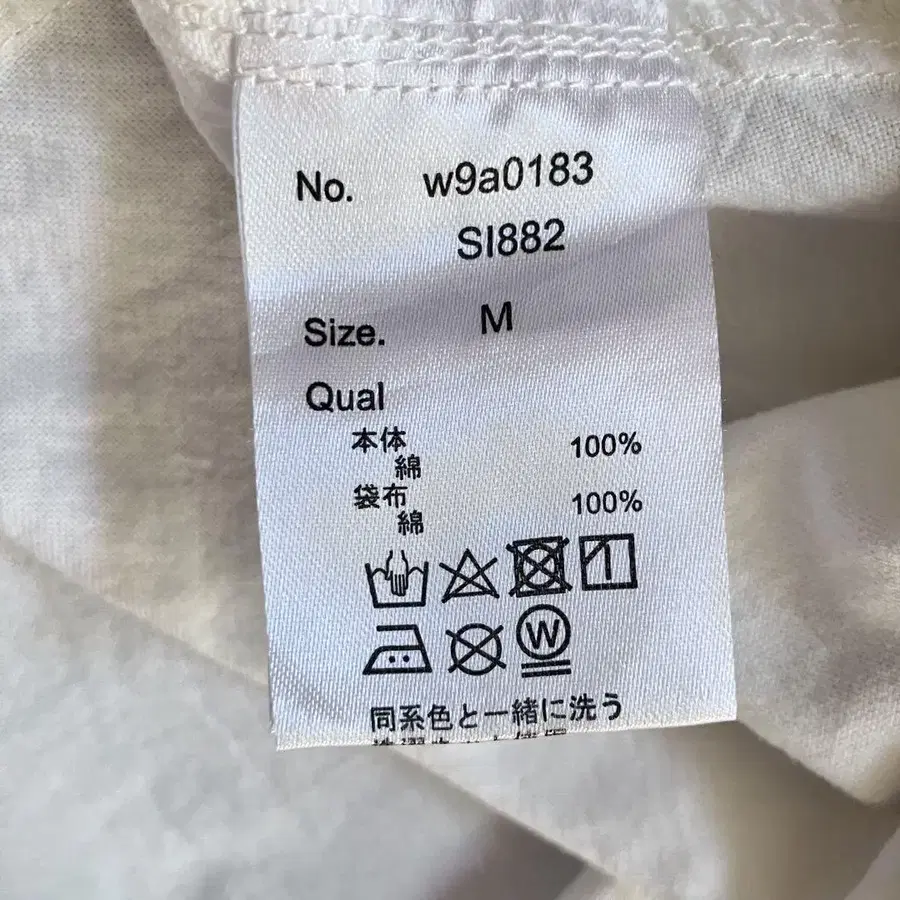 No. w9a0183
SI882
Size. M
Qual
本体 100%
綿
袋布 100%
綿
W
同系色と一緒に洗う